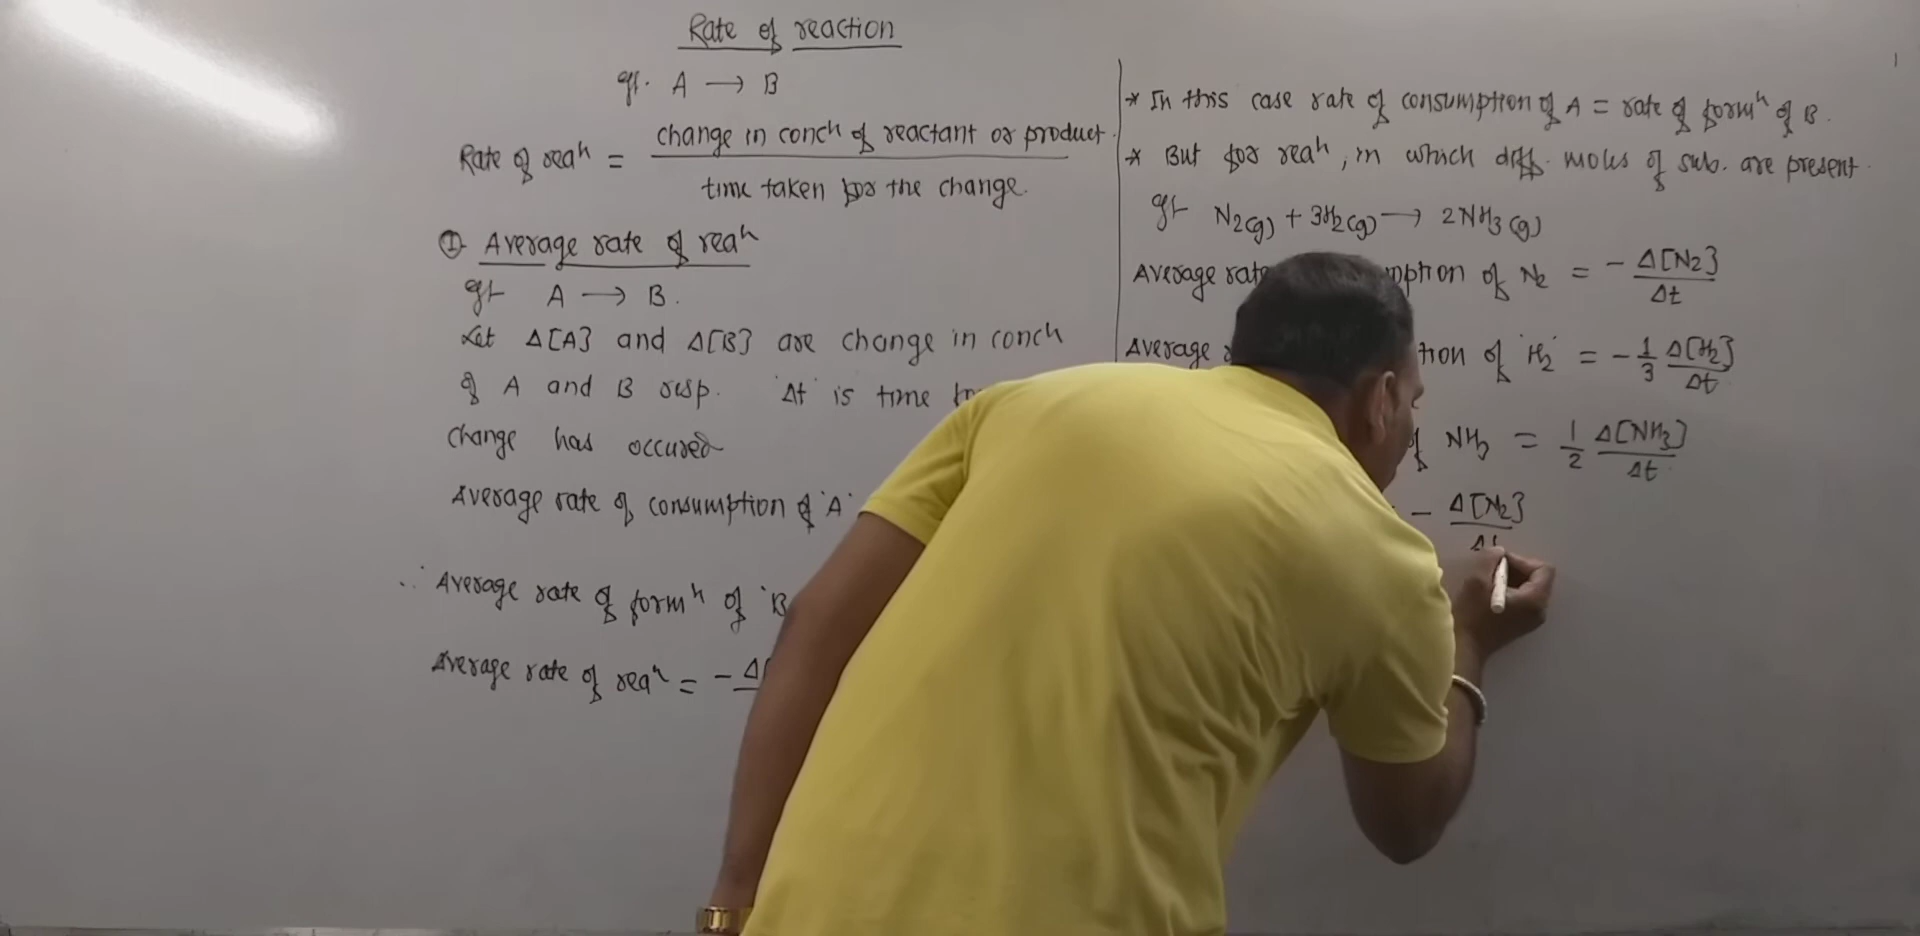 Rate of reaction
eg:- A → B
Rate of reaⁿ = change in concn of reactant or product / time taken for the change.
① Average rate of reaⁿ
eg:- A → B.
Let Δ[A] and Δ[B] are change in concn
of A and B resp. 'Δt' is time
change has occured
Average rate of consumption of 'A'
∴ Average rate of formⁿ of 'B
Average rate of reaⁿ = - Δ[
* In this case rate of consumption of A = rate of formⁿ of B.
* But for reaⁿ, in which diff. moles of sub. are present.
eg:- N₂(g) + 3H₂(g) → 2NH₃(g)
Average rate of N₂ = - Δ[N₂] / Δt
Average of 'H₂' = - 1/3 Δ[H₂] / Δt
of NH₃ = 1/2 Δ[NH₃] / Δt
- Δ[N₂] / Δt